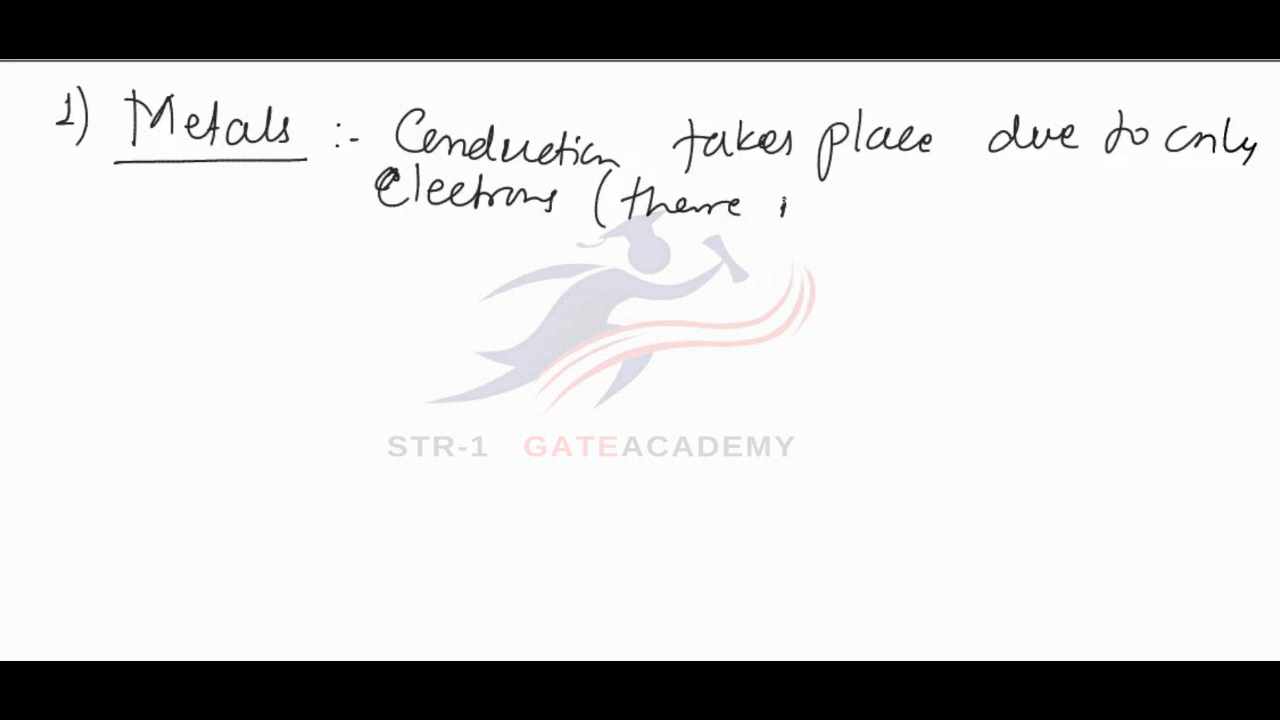 1) Metals :- Conduction takes place due to only
electrons (there i
STR-1 GATEACADEMY